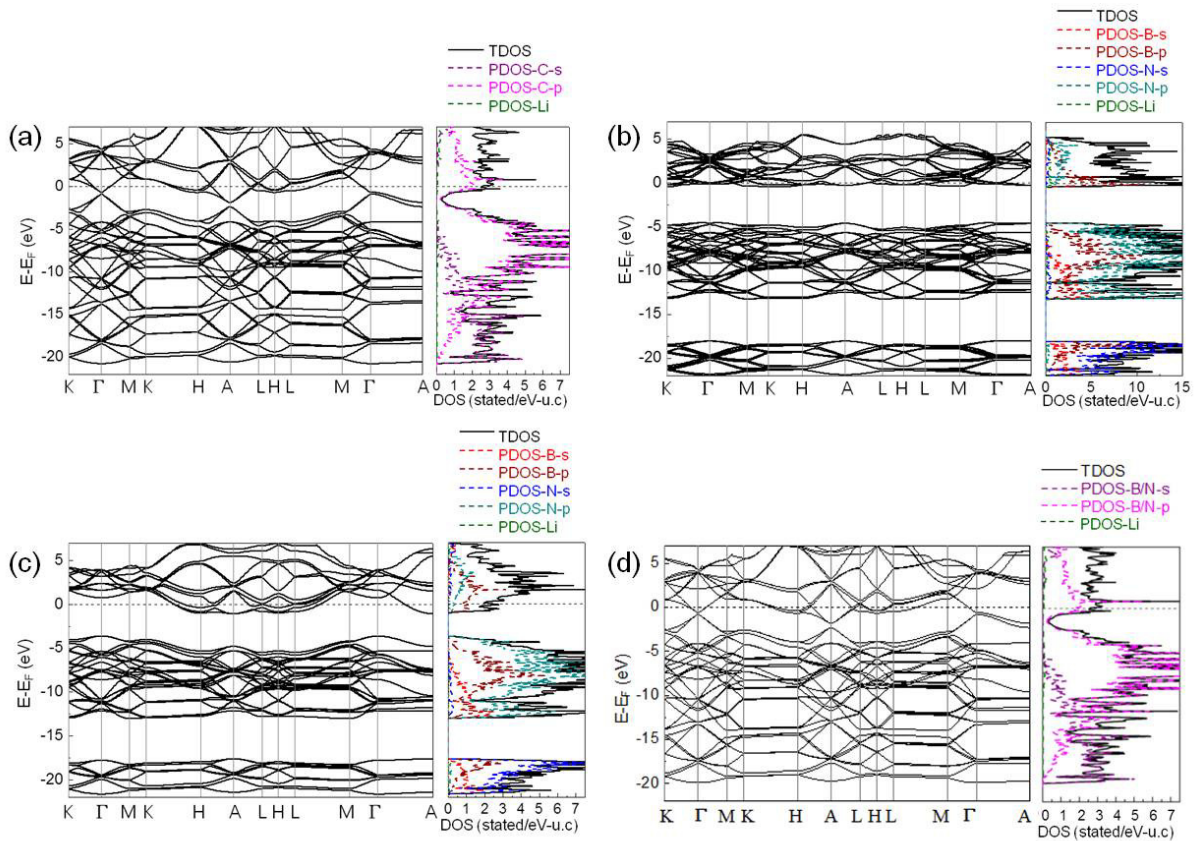 TDOS
PDOS-C-s
PDOS-C-p
PDOS-Li
(a)
E-E_F (eV)
5
0
-5
-10
-15
-20
K Γ M K H A L H L M Γ A
0 1 2 3 4 5 6 7
DOS (stated/eV-u.c)
TDOS
PDOS-B-s
PDOS-B-p
PDOS-N-s
PDOS-N-p
PDOS-Li
(b)
E-E_F (eV)
5
0
-5
-10
-15
-20
K Γ M K H A L H L M Γ A
0 5 10 15
DOS (stated/eV-u.c)
TDOS
PDOS-B-s
PDOS-B-p
PDOS-N-s
PDOS-N-p
PDOS-Li
(c)
E-E_F (eV)
5
0
-5
-10
-15
-20
K Γ M K H A L H L M Γ A
0 1 2 3 4 5 6 7
DOS (stated/eV-u.c)
TDOS
PDOS-B/N-s
PDOS-B/N-p
PDOS-Li
(d)
E-E_F (eV)
5
0
-5
-10
-15
-20
K Γ M K H A L H L M Γ A
0 1 2 3 4 5 6 7
DOS (stated/eV-u.c)